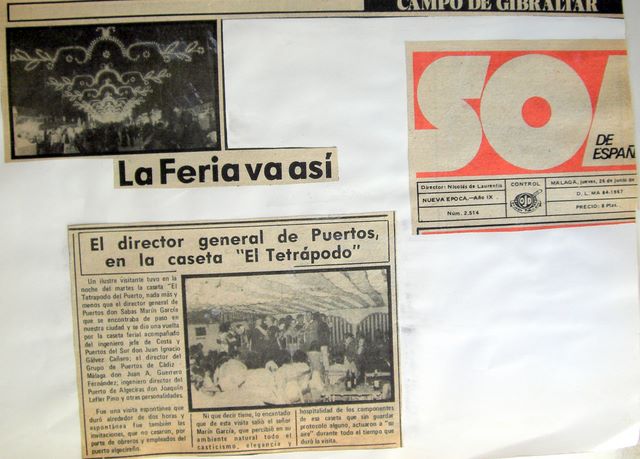 CAMPO DE GIBRALTAR
La Feria va así
SOL
DE
ESPAÑ
Director: Nicolás de Laurentis
NUEVA EPOCA.—Año IX
Núm. 2.514
CONTROL
OJD
MALAGA, jueves, 26 de junio de
D. L. MA 84-1967
PRECIO: 8 Ptas.
El director general de Puertos,
en la caseta "El Tetrápodo"
Un ilustre visitante tuvo en la
noche del martes la caseta "El
Tetrapodo del Puerto, nada más y
menos que el director general de
Puertos don Sabas Marín García
que se encontraba de paso en
nuestra ciudad y se dio una vuelta
por la caseta ferial acompañado
del ingeniero jefe de Costa y
Puertos del Sur don Juan Ignacio
Gálvez Cañero; el director del
Grupo de Puertos de Cádiz -
Málaga don Juan A, Guerrero
Fernández; ingeniero director del
Puerto de Algeciras don Joaquín
Lefler Pino y otras personalidades.
Fue una visita espontánea que
duró alrededor de dos horas y
espontánea fue también las
invitaciones, que no cesaron, por
parte de obreros y empleados del
puerto algecireño.
Ni que decir tiene, lo encantado
que de esta visita salió el señor
Marín García, que percibió en su
ambiente natural todo el
casticismo, elegancia y
hospitalidad de los componentes
de esa caseta que sin guardar
protocolo alguno, actuaron a "su
aire" durante todo el tiempo que
duró la visita.